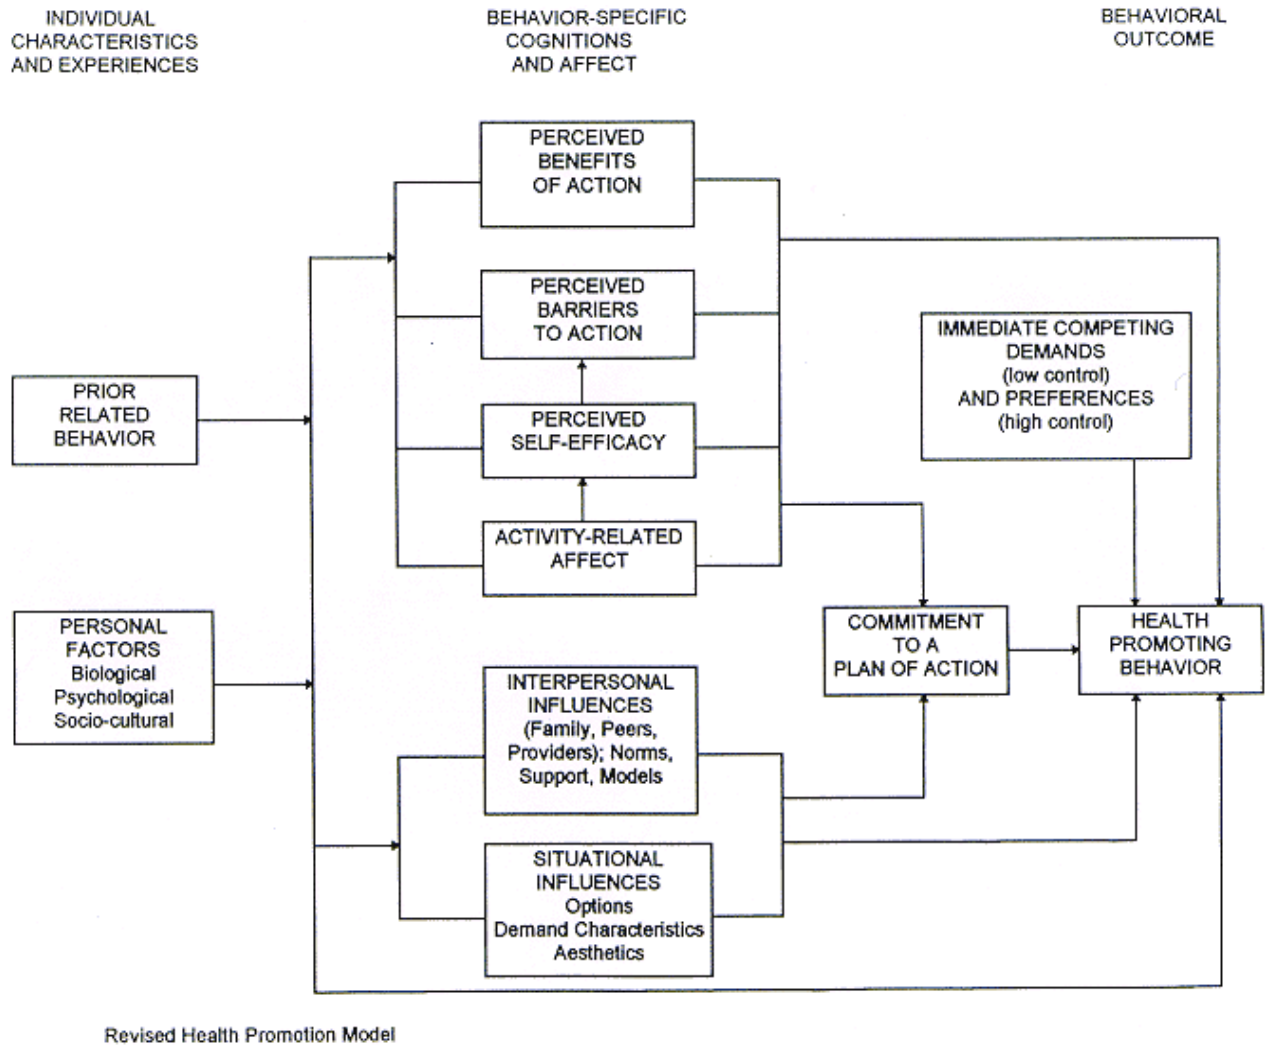 INDIVIDUAL
CHARACTERISTICS
AND EXPERIENCES
BEHAVIOR-SPECIFIC
COGNITIONS
AND AFFECT
BEHAVIORAL
OUTCOME
PERCEIVED
BENEFITS
OF ACTION
PERCEIVED
BARRIERS
TO ACTION
IMMEDIATE COMPETING
DEMANDS
(low control)
AND PREFERENCES
(high control)
PRIOR
RELATED
BEHAVIOR
PERCEIVED
SELF-EFFICACY
ACTIVITY-RELATED
AFFECT
PERSONAL
FACTORS
Biological
Psychological
Socio-cultural
COMMITMENT
TO A
PLAN OF ACTION
HEALTH
PROMOTING
BEHAVIOR
INTERPERSONAL
INFLUENCES
(Family, Peers,
Providers); Norms,
Support, Models
SITUATIONAL
INFLUENCES
Options
Demand Characteristics
Aesthetics
Revised Health Promotion Model